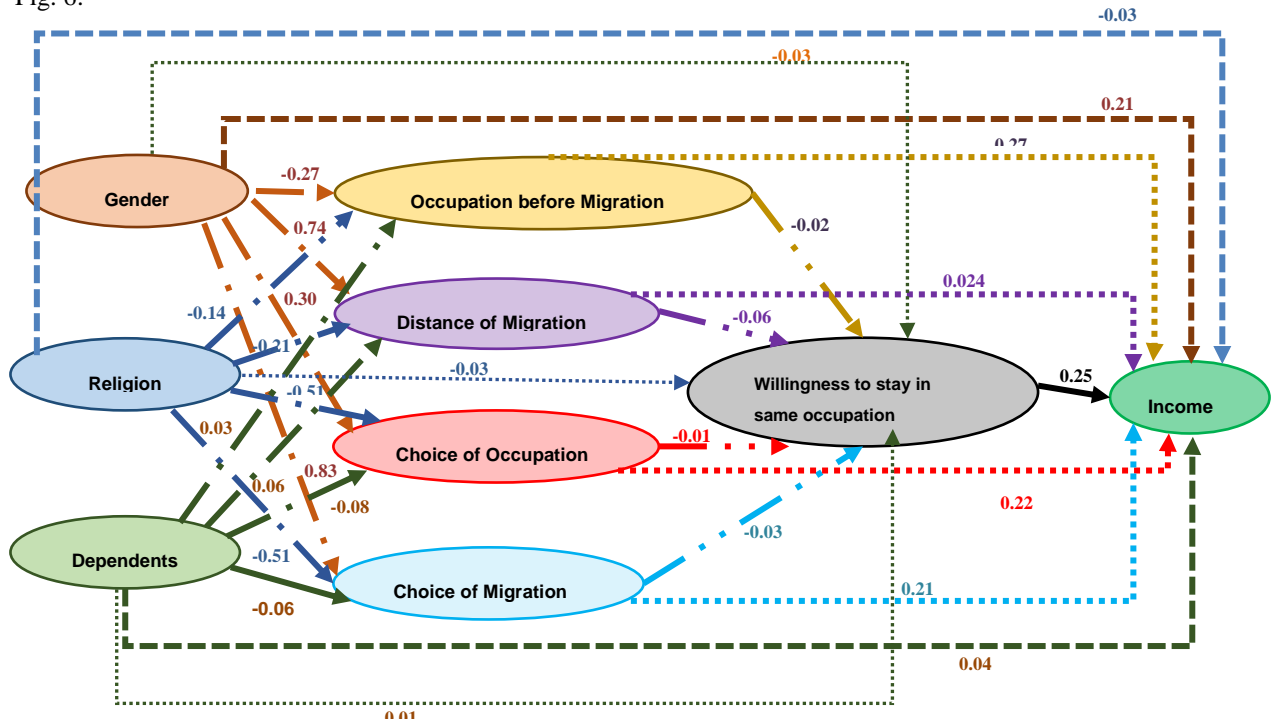 Fig. 6.
-0.03
-0.03
0.21
0.27
-0.27
Gender
Occupation before Migration
0.74
-0.02
0.024
0.30
-0.14
Distance of Migration
-0.06
-0.21
-0.03
Religion
Willingness to stay in
same occupation
0.25
-0.51
Income
0.03
-0.01
Choice of Occupation
0.83
0.06
-0.08
0.22
-0.03
-0.51
Dependents
Choice of Migration
0.21
-0.06
0.04
0.01